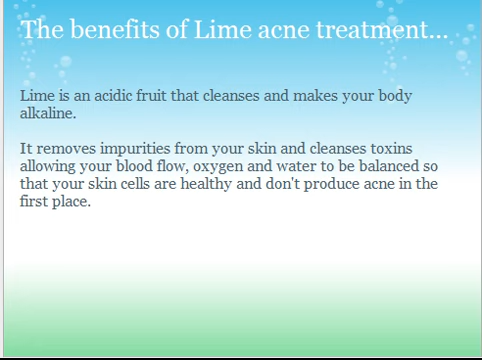 The benefits of Lime acne treatment...
Lime is an acidic fruit that cleanses and makes your body
alkaline.
It removes impurities from your skin and cleanses toxins
allowing your blood flow, oxygen and water to be balanced so
that your skin cells are healthy and don't produce acne in the
first place.